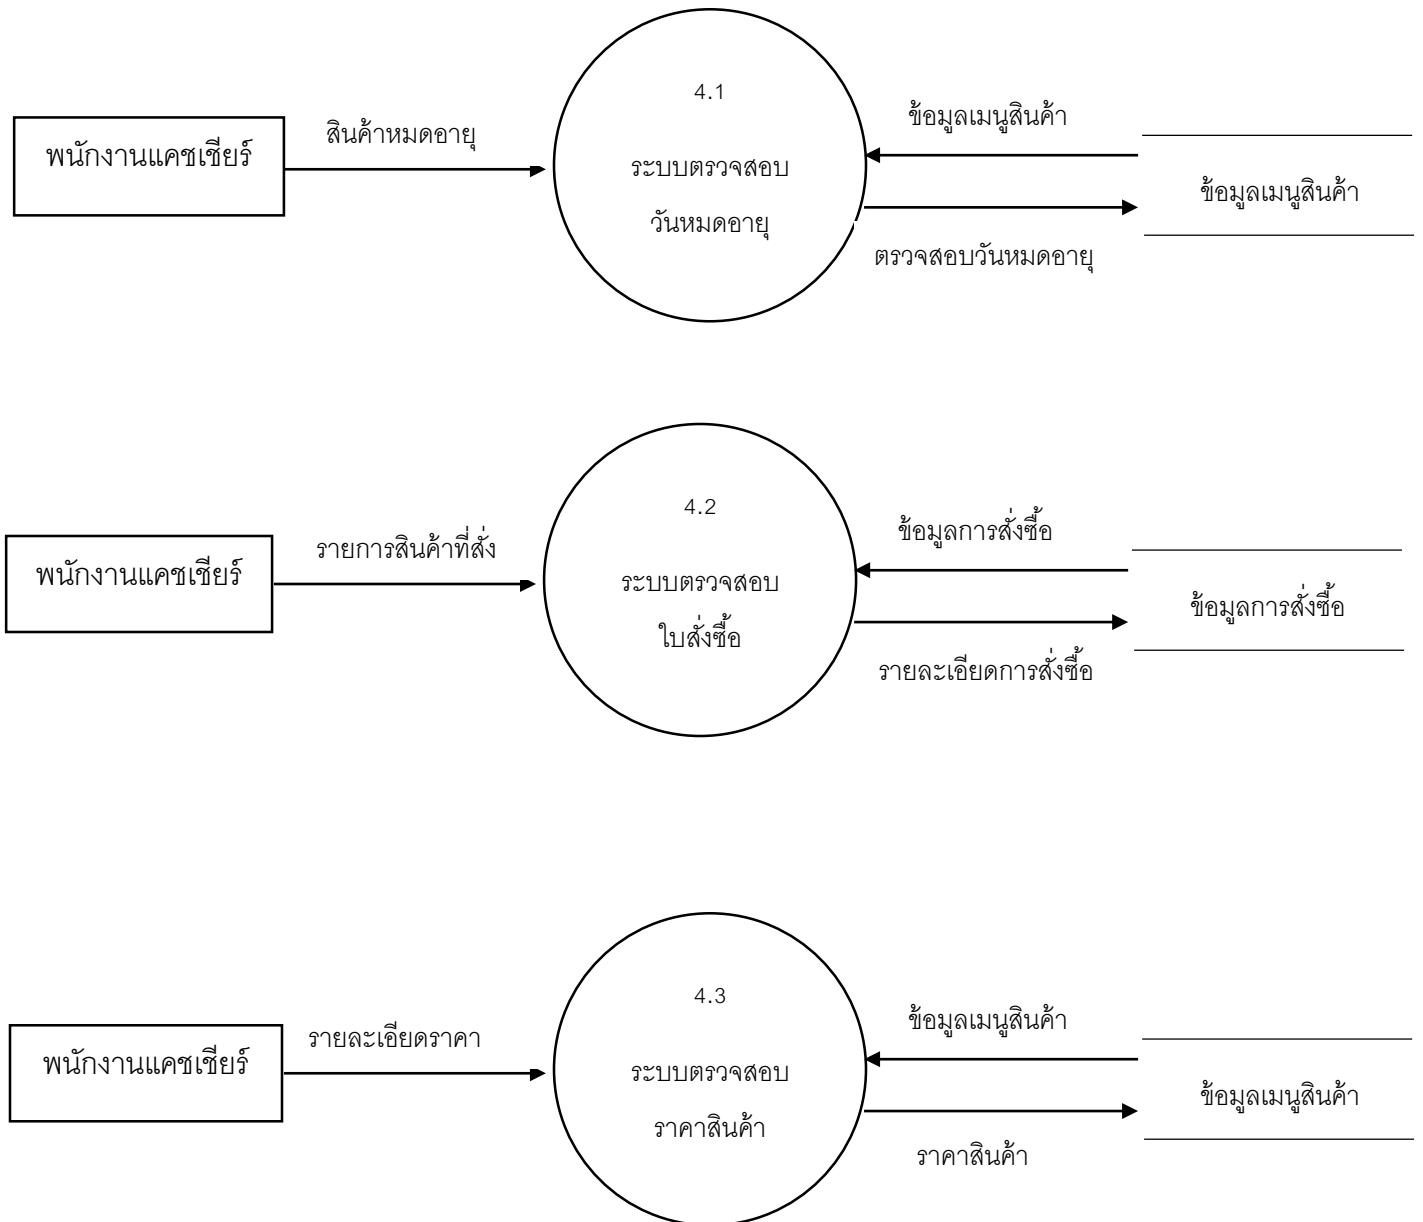 4.1
ข้อมูลเมนูสินค้า
สินค้าหมดอายุ
พนักงานแคชเชียร์
ระบบตรวจสอบ
วันหมดอายุ
ข้อมูลเมนูสินค้า
ตรวจสอบวันหมดอายุ
4.2
ข้อมูลการสั่งซื้อ
รายการสินค้าที่สั่ง
พนักงานแคชเชียร์
ระบบตรวจสอบ
ใบสั่งซื้อ
ข้อมูลการสั่งซื้อ
รายละเอียดการสั่งซื้อ
4.3
ข้อมูลเมนูสินค้า
รายละเอียดราคา
พนักงานแคชเชียร์
ระบบตรวจสอบ
ราคาสินค้า
ข้อมูลเมนูสินค้า
ราคาสินค้า